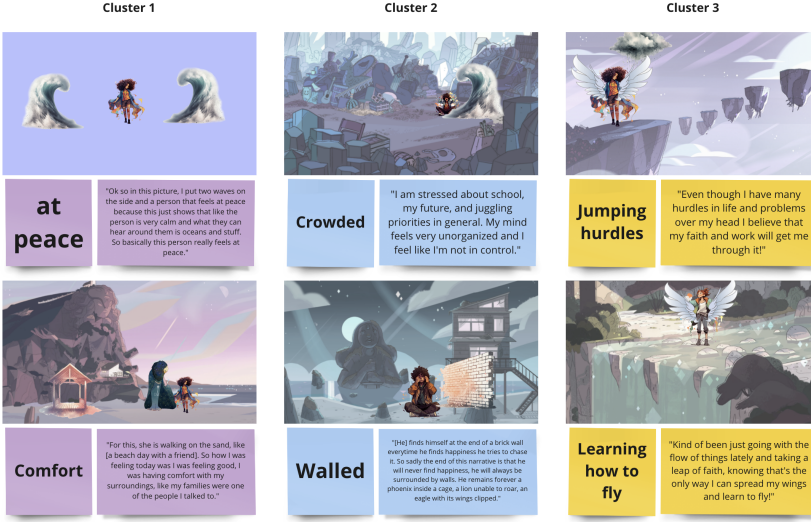 Cluster 1
Cluster 2
Cluster 3
at
peace
"Ok so in this picture, I put two waves on
the side and a person that feels at peace
because this just shows that like the
person is very calm and what they can
hear around them is oceans and stuff.
So basically this person really feels at
peace."
Crowded
"I am stressed about school,
my future, and juggling
priorities in general. My mind
feels very unorganized and I
feel like I'm not in control."
Jumping
hurdles
"Even though I have many
hurdles in life and problems
over my head I believe that
my faith and work will get me
through it!"
Comfort
"For this, she is walking on the sand, like
[a beach day with a friend]. So how I was
feeling today was I was feeling good, I
was having comfort with my
surroundings, like my families were one
of the people I talked to."
Walled
"[He] finds himself at the end of a brick wall
everytime he finds happiness he tries to chase
it. So sadly the end of this narrative is that he
will never find happiness, he will always be
surrounded by walls. He remains forever a
phoenix inside a cage, a lion unable to roar, an
eagle with its wings clipped."
Learning
how to
fly
"Kind of been just going with the
flow of things lately and taking a
leap of faith, knowing that's the
only way I can spread my wings
and learn to fly!"